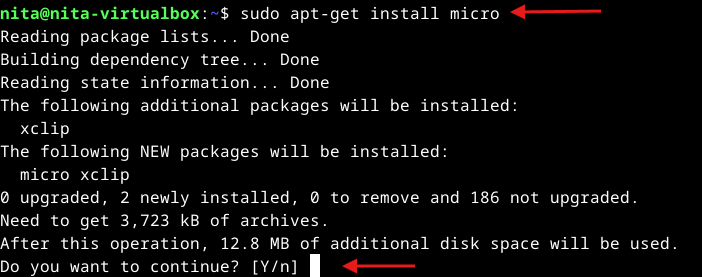 nita@nita-virtualbox:~$ sudo apt-get install micro
Reading package lists... Done
Building dependency tree... Done
Reading state information... Done
The following additional packages will be installed:
  xclip
The following NEW packages will be installed:
  micro xclip
0 upgraded, 2 newly installed, 0 to remove and 186 not upgraded.
Need to get 3,723 kB of archives.
After this operation, 12.8 MB of additional disk space will be used.
Do you want to continue? [Y/n]